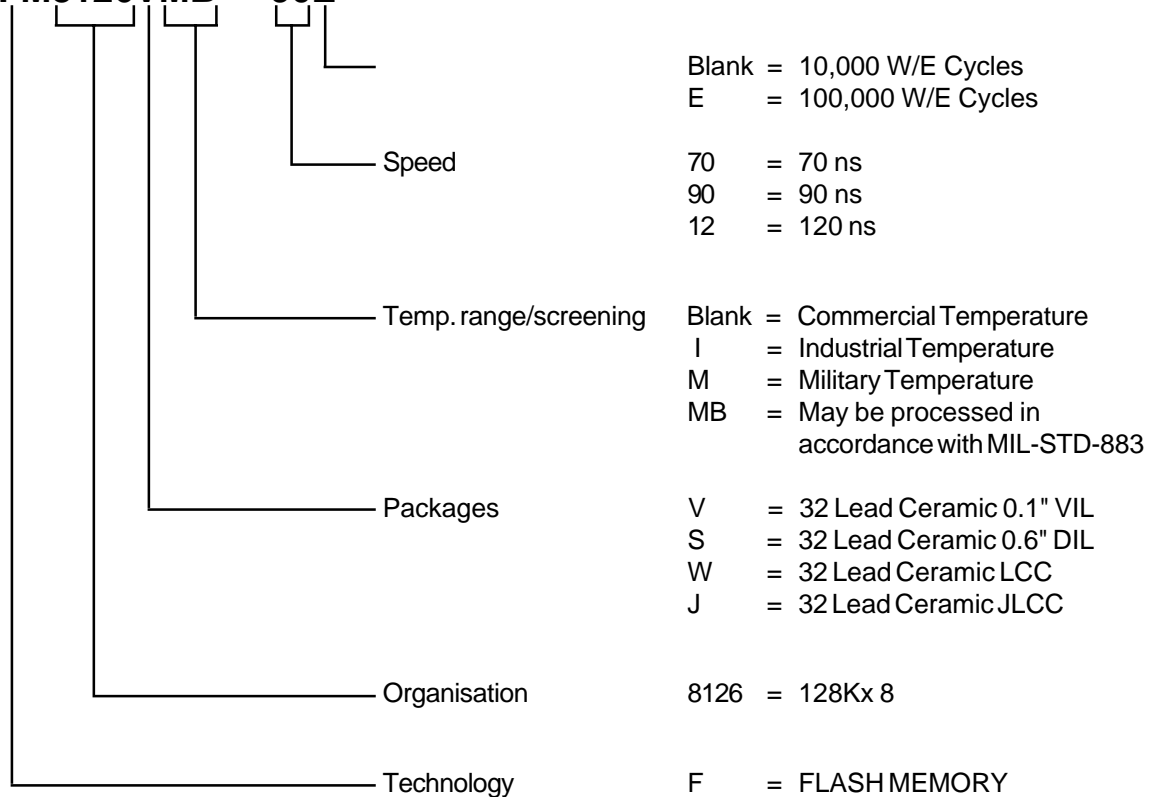 Blank = 10,000 W/E Cycles
E = 100,000 W/E Cycles
Speed 70 = 70 ns
90 = 90 ns
12 = 120 ns
Temp. range/screening Blank = Commercial Temperature
I = Industrial Temperature
M = Military Temperature
MB = May be processed in
accordance with MIL-STD-883
Packages V = 32 Lead Ceramic 0.1" VIL
S = 32 Lead Ceramic 0.6" DIL
W = 32 Lead Ceramic LCC
J = 32 Lead Ceramic JLCC
Organisation 8126 = 128K x 8
Technology F = FLASH MEMORY